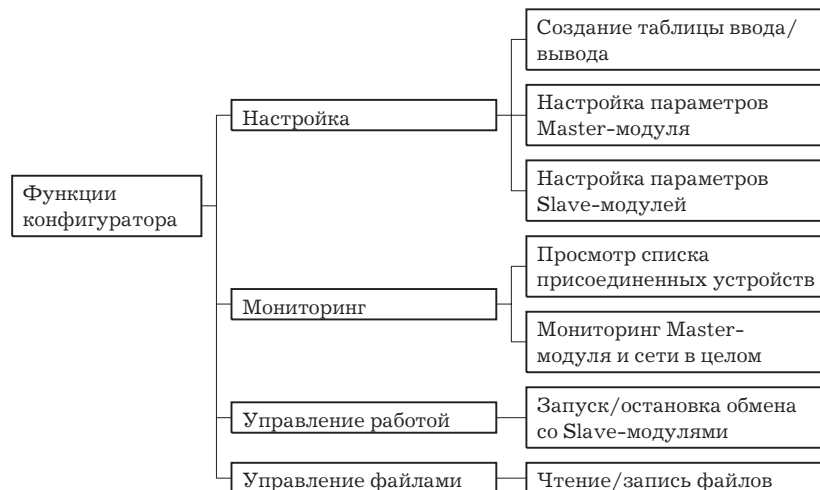 Создание таблицы ввода/
вывода
Настройка
Настройка параметров
Master-модуля
Функции
конфигуратора
Настройка параметров
Slave-модулей
Просмотр списка
присоединенных устройств
Мониторинг
Мониторинг Master-
модуля и сети в целом
Управление работой
Запуск/остановка обмена
со Slave-модулями
Управление файлами
Чтение/запись файлов